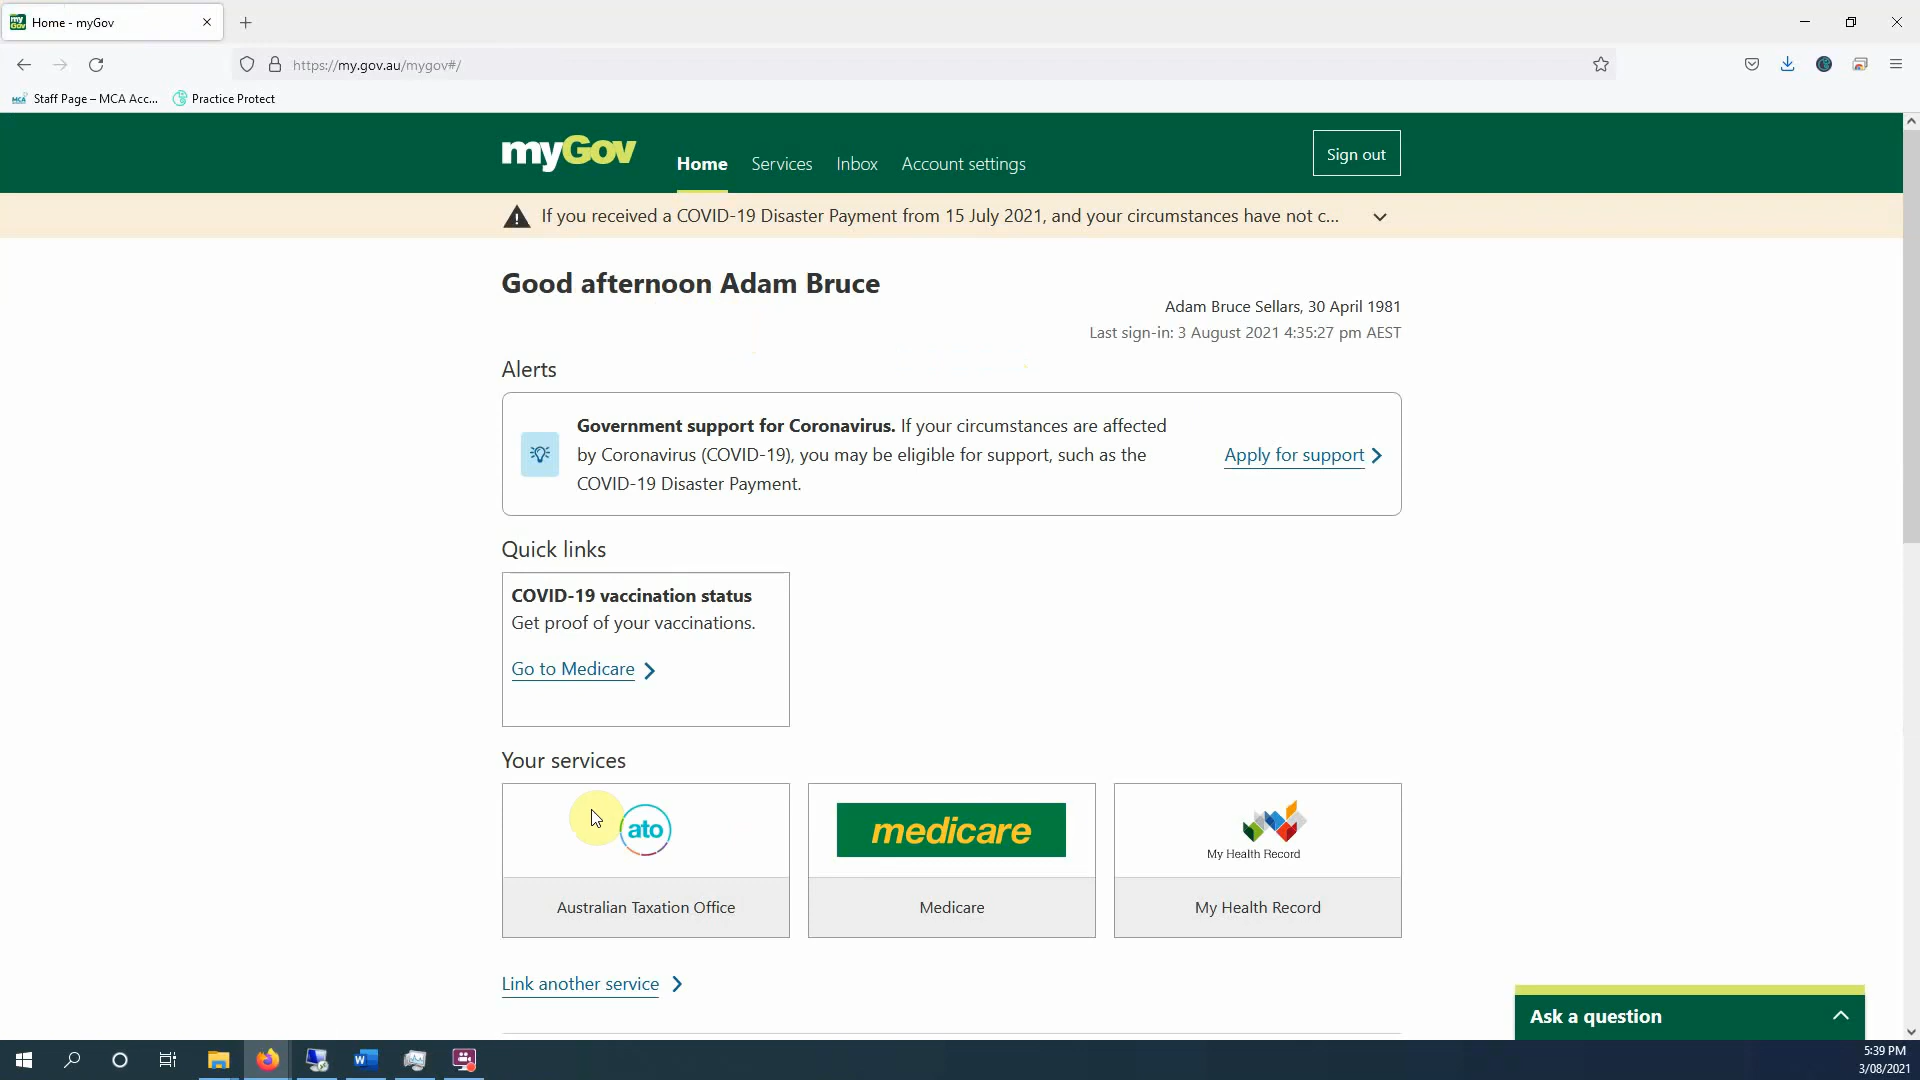 Home - myGov
https://my.gov.au/mygov#/
Staff Page – MCA Acc...
Practice Protect
myGov
Home
Services
Inbox
Account settings
Sign out
If you received a COVID-19 Disaster Payment from 15 July 2021, and your circumstances have not c...
Good afternoon Adam Bruce
Adam Bruce Sellars, 30 April 1981
Last sign-in: 3 August 2021 4:35:27 pm AEST
Alerts
Government support for Coronavirus. If your circumstances are affected
by Coronavirus (COVID-19), you may be eligible for support, such as the
COVID-19 Disaster Payment.
Apply for support
Quick links
COVID-19 vaccination status
Get proof of your vaccinations.
Go to Medicare
Your services
ato
medicare
My Health Record
Australian Taxation Office
Medicare
My Health Record
Link another service
Ask a question
5:39 PM
3/08/2021